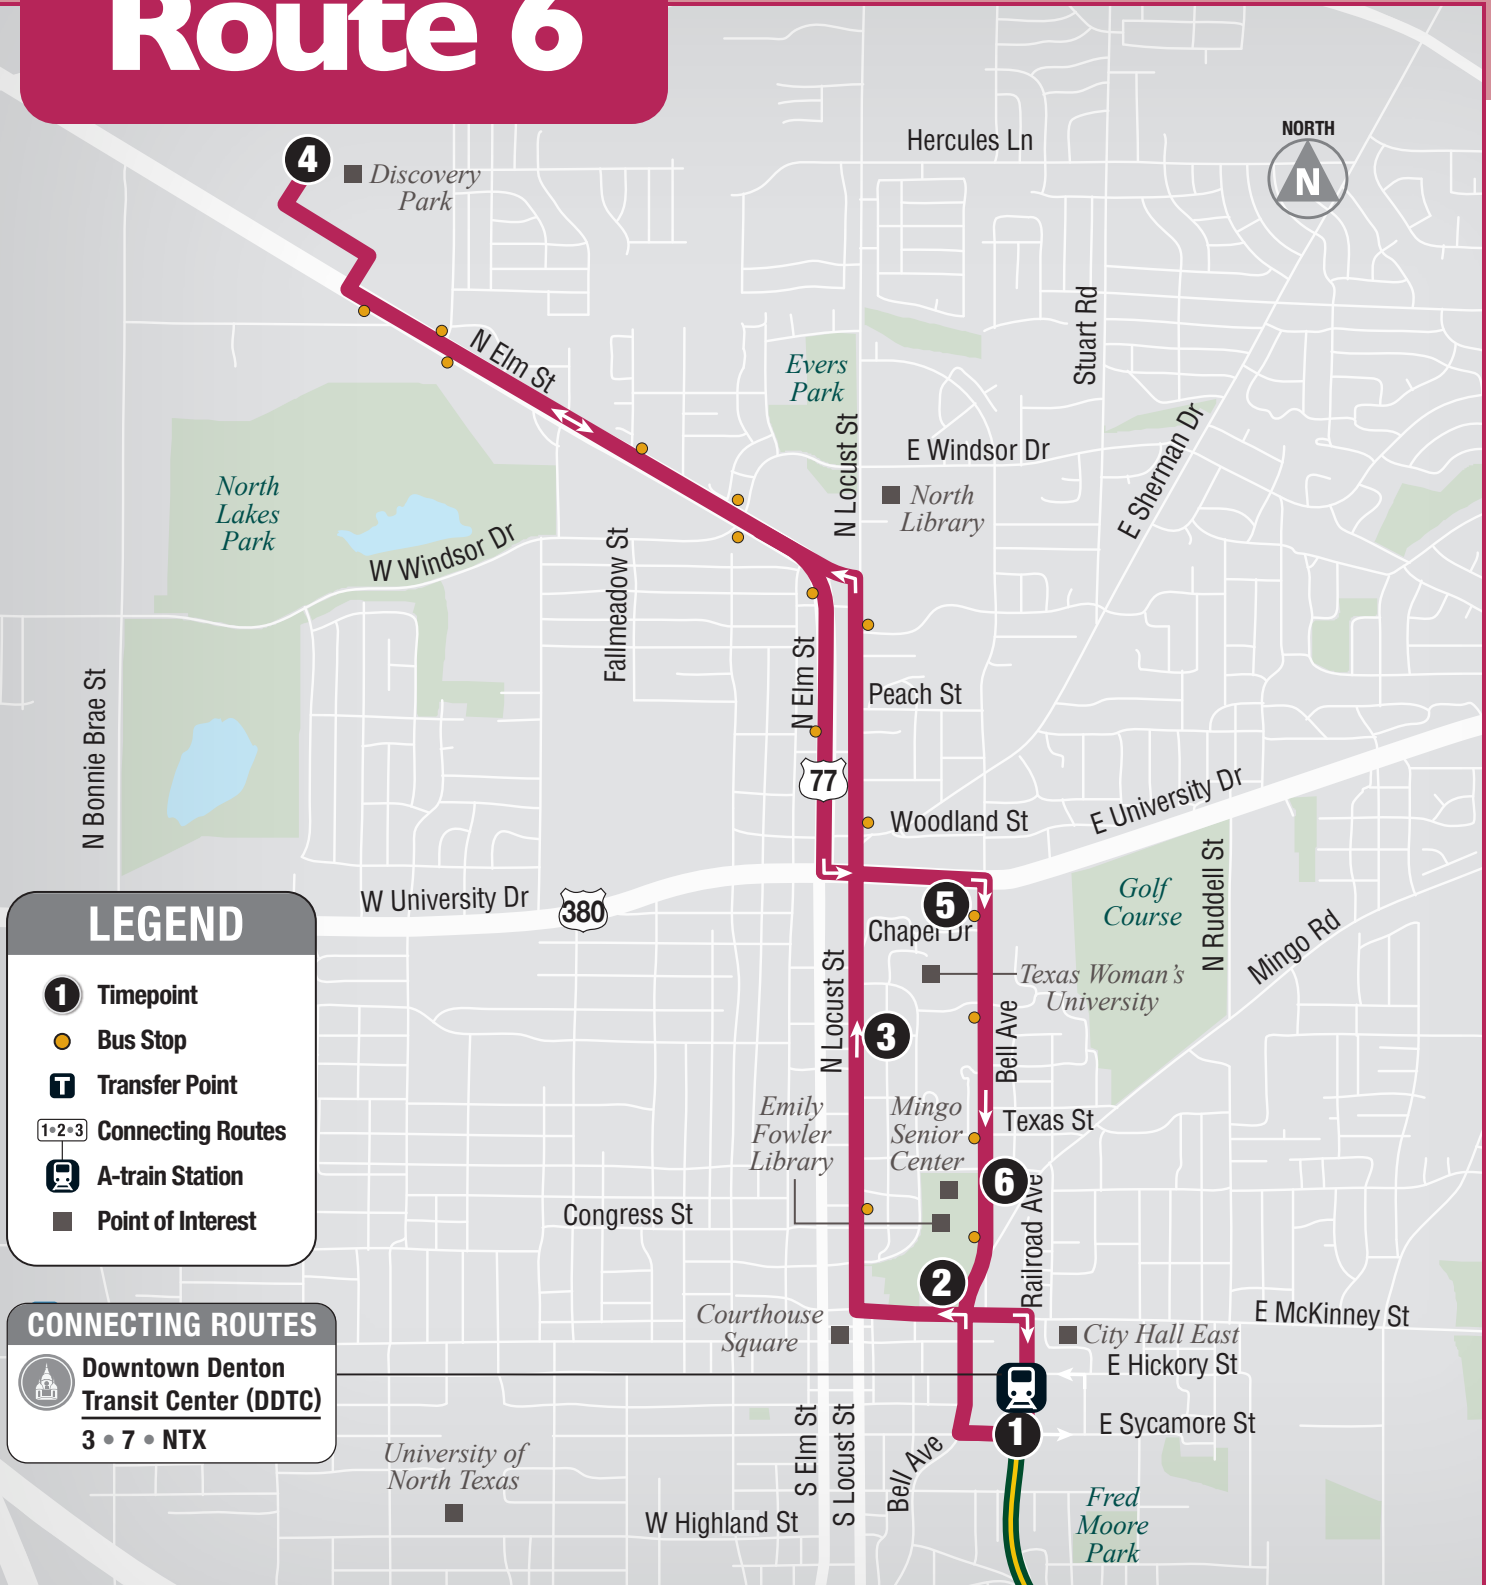 Route 6
4
Discovery
Park
Hercules Ln
NORTH
N
N Elm St
Stuart Rd
Evers
Park
N Locust St
E Windsor Dr
E Sherman Dr
North
Library
North
Lakes
Park
W Windsor Dr
Fallmeadow St
N Elm St
Peach St
N Bonnie Brae St
77
Woodland St
E University Dr
W University Dr
380
5
Chapel Dr
Golf
Course
N Ruddell St
Mingo Rd
Texas Woman's
University
N Locust St
3
Bell Ave
Emily
Fowler
Library
Mingo
Senior
Center
Texas St
6
Railroad Ave
Congress St
2
Courthouse
Square
E McKinney St
City Hall East
E Hickory St
1
E Sycamore St
S Elm St
S Locust St
Bell Ave
University of
North Texas
W Highland St
Fred
Moore
Park
LEGEND
1 Timepoint
Bus Stop
T Transfer Point
1•2•3 Connecting Routes
A-train Station
Point of Interest
CONNECTING ROUTES
Downtown Denton
Transit Center (DDTC)
3 • 7 • NTX